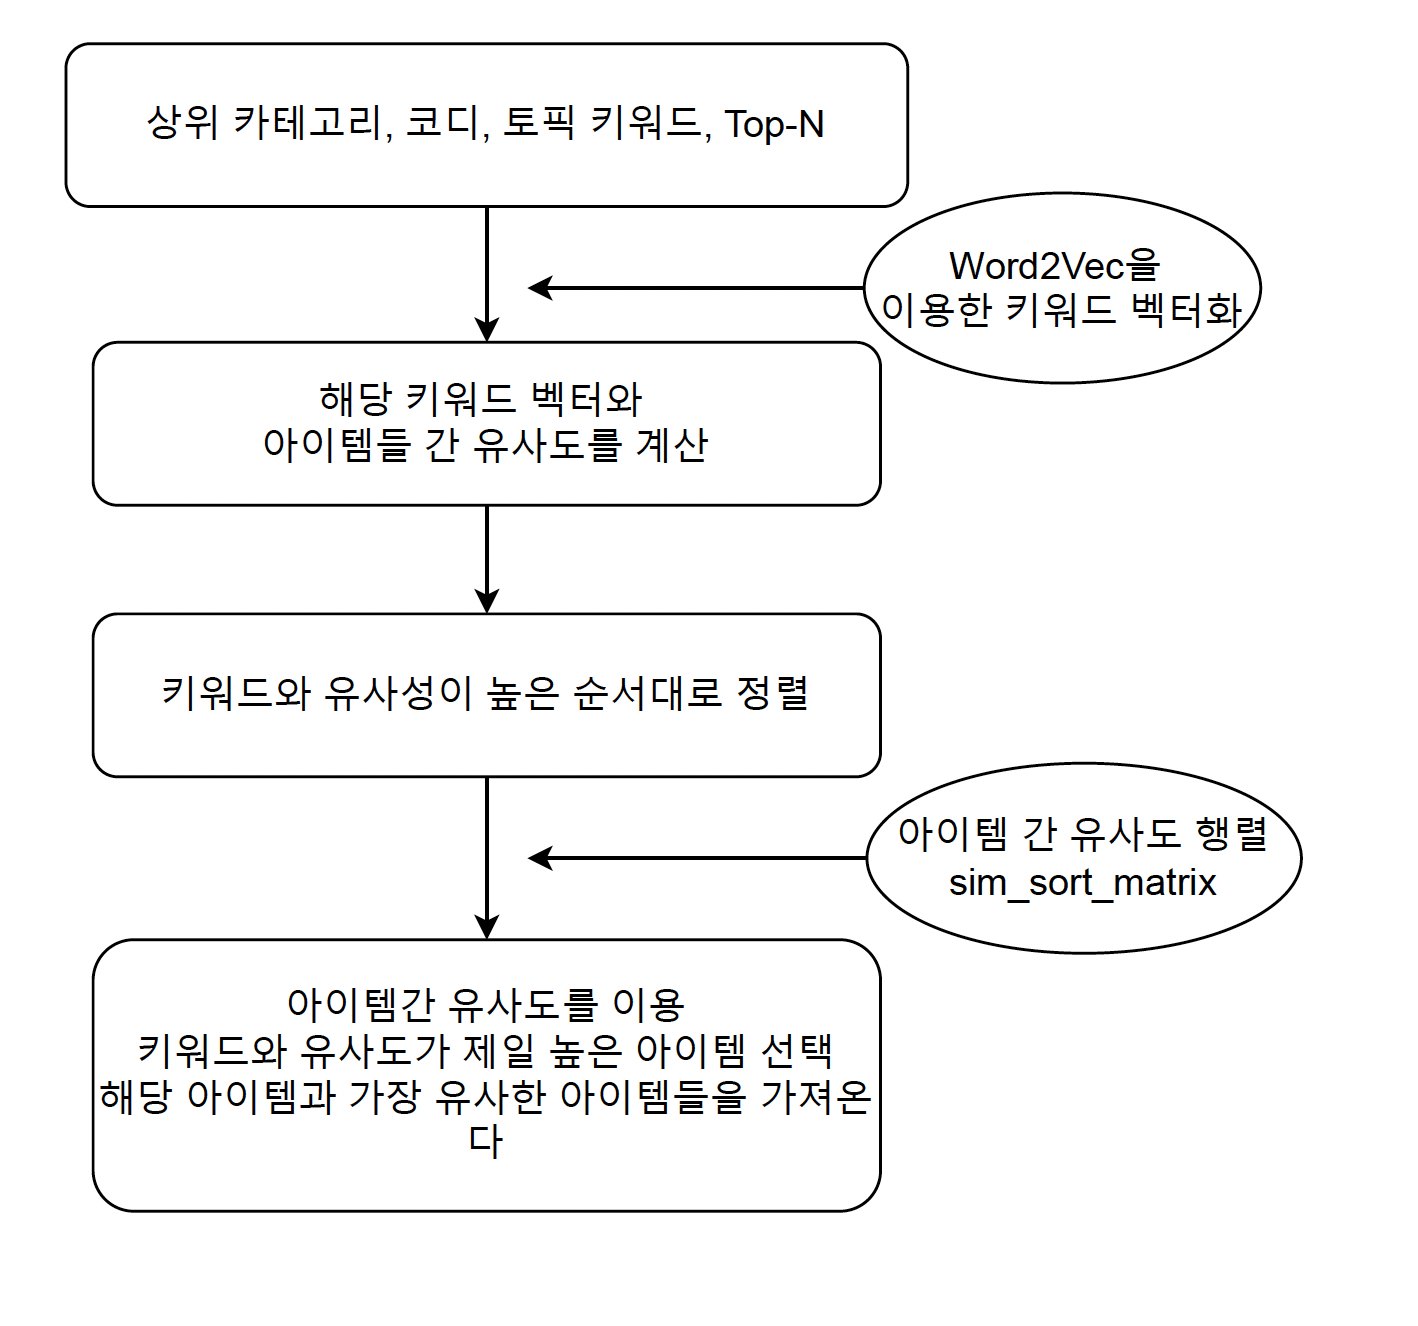 상위 카테고리, 코디, 토픽 키워드, Top-N
Word2Vec을
이용한 키워드 벡터화
해당 키워드 벡터와
아이템들 간 유사도를 계산
키워드와 유사성이 높은 순서대로 정렬
아이템 간 유사도 행렬
sim_sort_matrix
아이템간 유사도를 이용
키워드와 유사도가 제일 높은 아이템 선택
해당 아이템과 가장 유사한 아이템들을 가져온
다